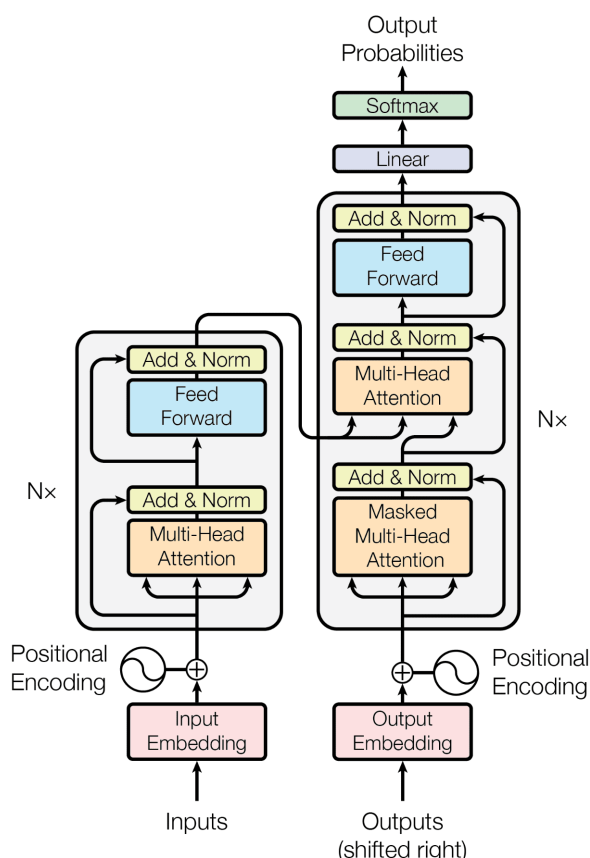 Output
Probabilities
Softmax
Linear
Add & Norm
Feed
Forward
Add & Norm
Multi-Head
Attention
Add & Norm
Masked
Multi-Head
Attention
N×
Add & Norm
Feed
Forward
Add & Norm
Multi-Head
Attention
N×
Positional
Encoding
Positional
Encoding
Input
Embedding
Output
Embedding
Inputs
Outputs
(shifted right)